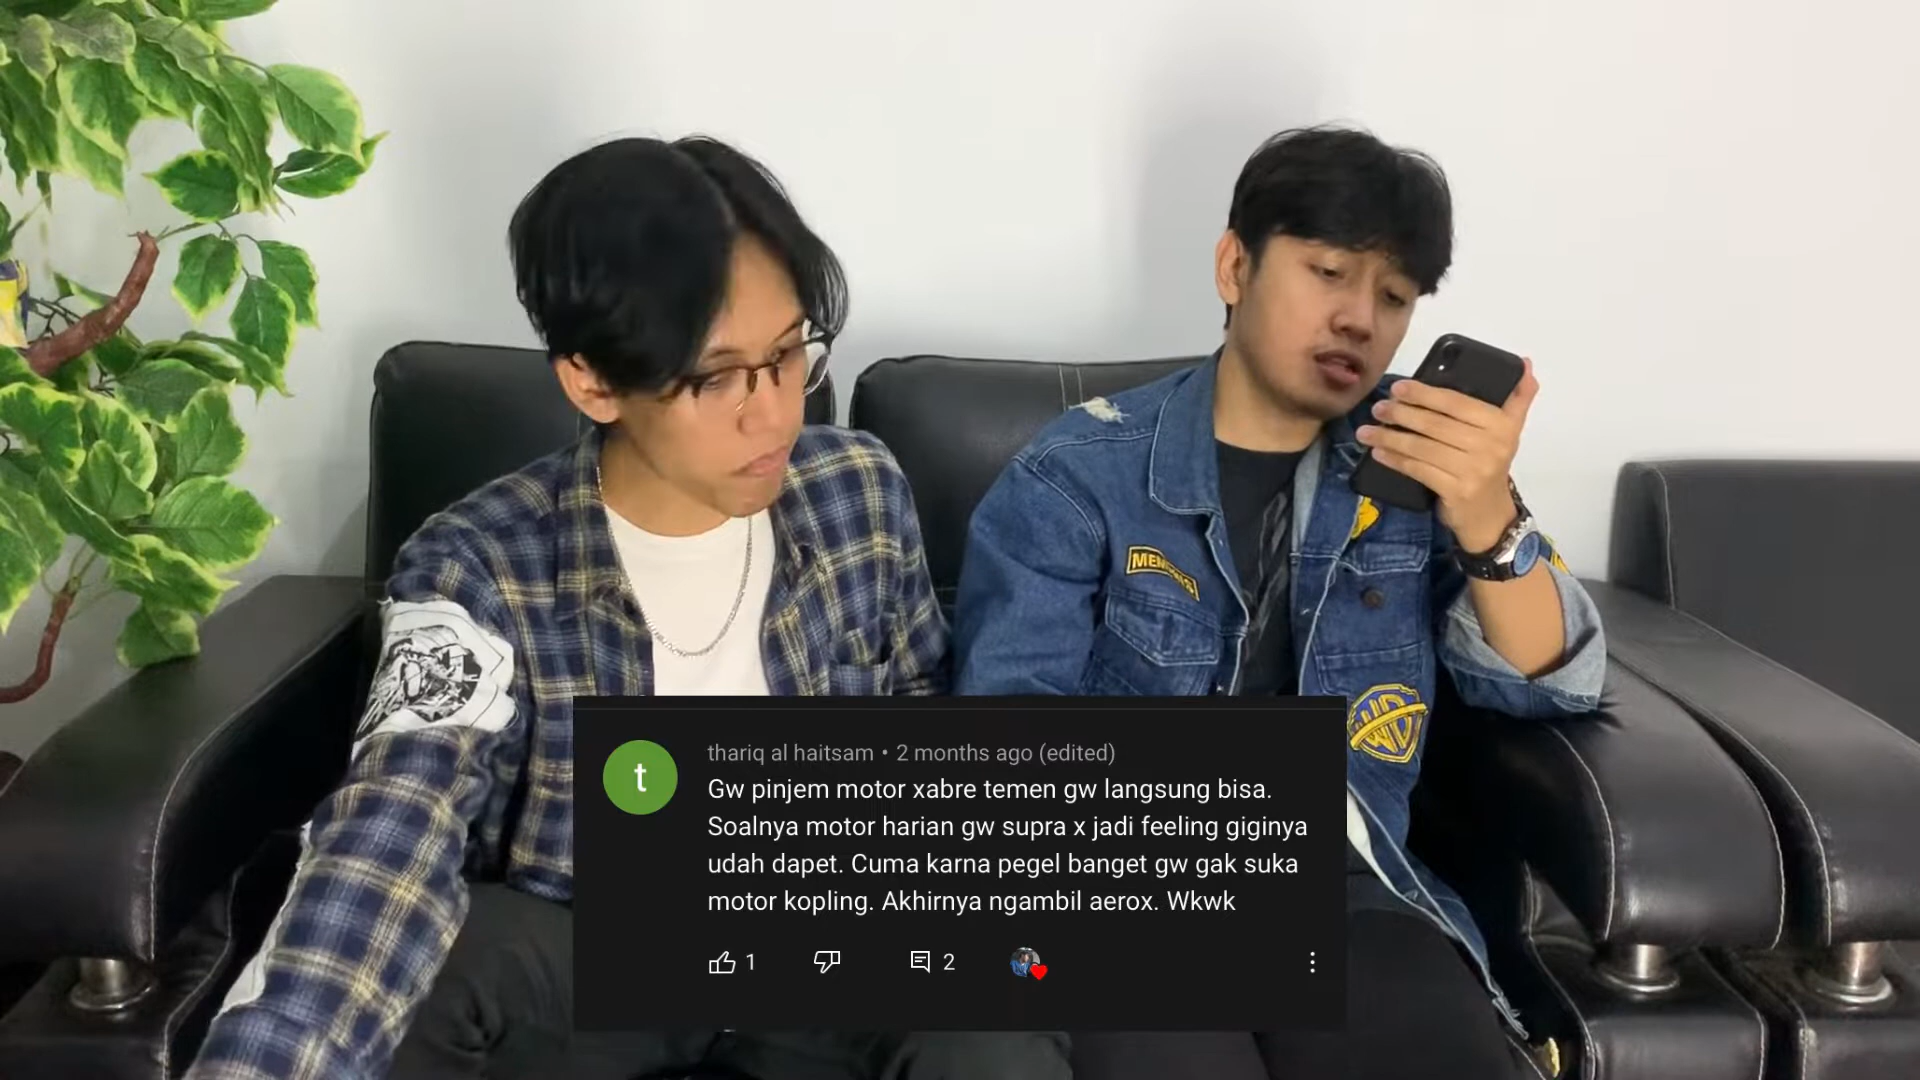 MEMPHIS
WB
t
thariq al haitsam • 2 months ago (edited)
Gw pinjem motor xabre temen gw langsung bisa.
Soalnya motor harian gw supra x jadi feeling giginya
udah dapet. Cuma karna pegel banget gw gak suka
motor kopling. Akhirnya ngambil aerox. Wkwk
1
2